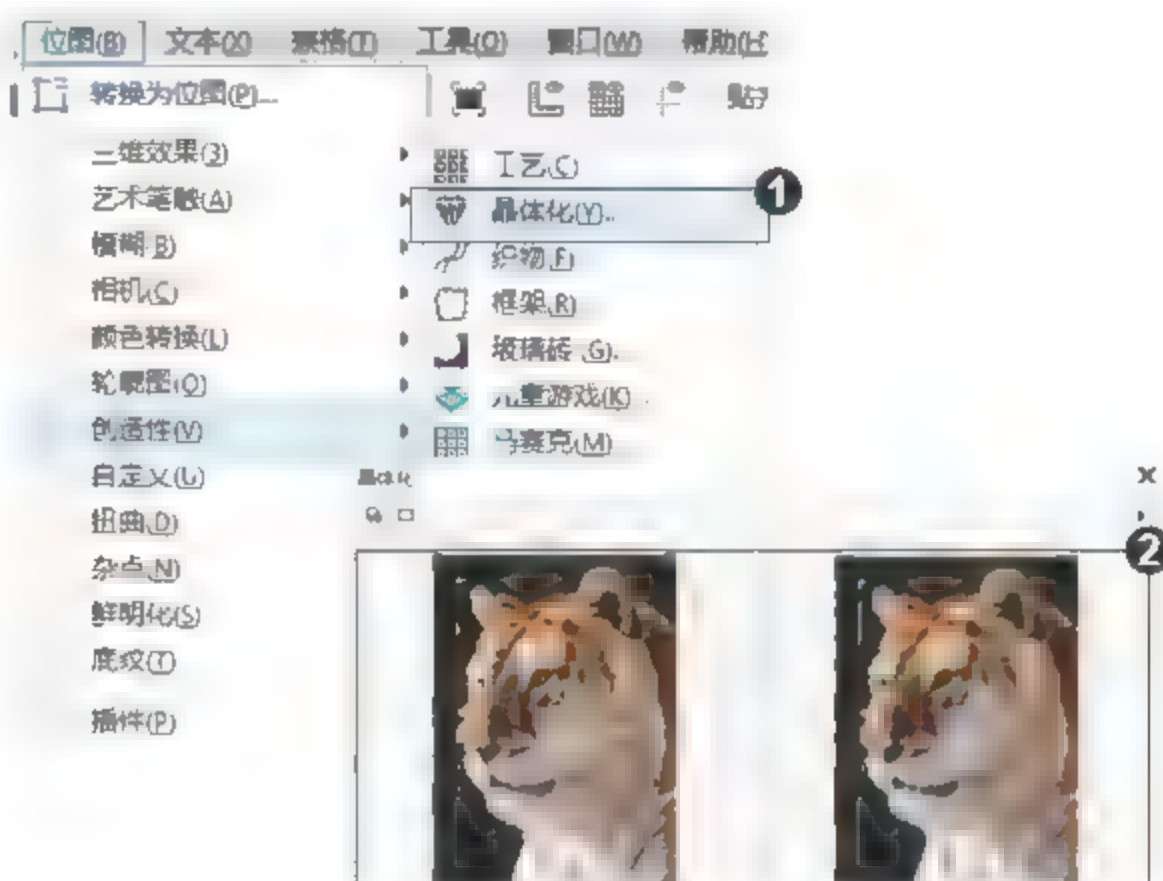 位图(B) 文本(X) 表格(T) 工具(O) 窗口(W) 帮助(H
转换为位图(P)...
贴齐
三维效果(3)
艺术笔触(A)
模糊(B)
相机(C)
颜色转换(L)
轮廓图(O)
创造性(V)
自定义(U)
扭曲(D)
杂点(N)
鲜明化(S)
底纹(T)
插件(P)
工艺(C)
晶体化(Y)...
1
织物(F)
框架(R)
玻璃砖(G)...
儿童游戏(K)...
马赛克(M)
晶体化
2